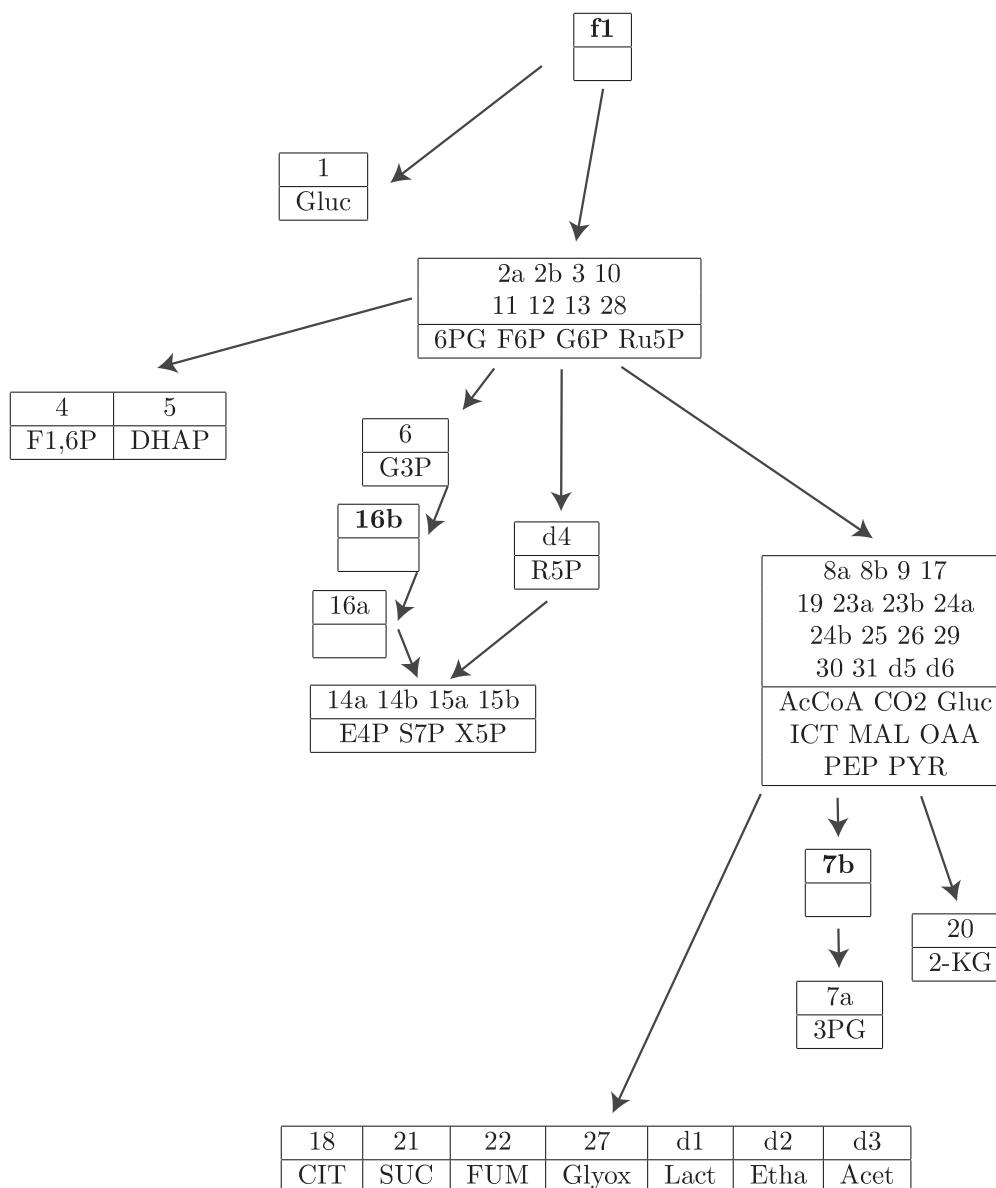 f1
1
Gluc
2a 2b 3 10
11 12 13 28
6PG F6P G6P Ru5P
4 5
F1,6P DHAP
6
G3P
16b
d4
R5P
16a
14a 14b 15a 15b
E4P S7P X5P
8a 8b 9 17
19 23a 23b 24a
24b 25 26 29
30 31 d5 d6
AcCoA CO2 Gluc
ICT MAL OAA
PEP PYR
7b
20
2-KG
7a
3PG
18 21 22 27 d1 d2 d3
CIT SUC FUM Glyox Lact Etha Acet